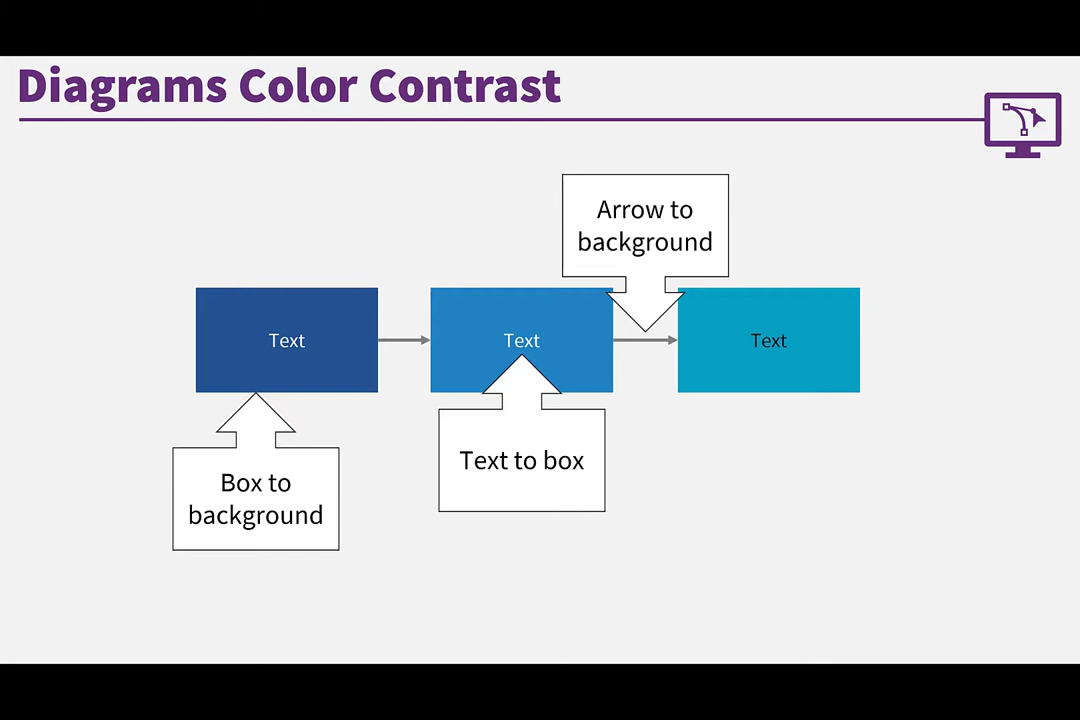 Diagrams Color Contrast
Arrow to
background
Text
Text
Text
Box to
background
Text to box